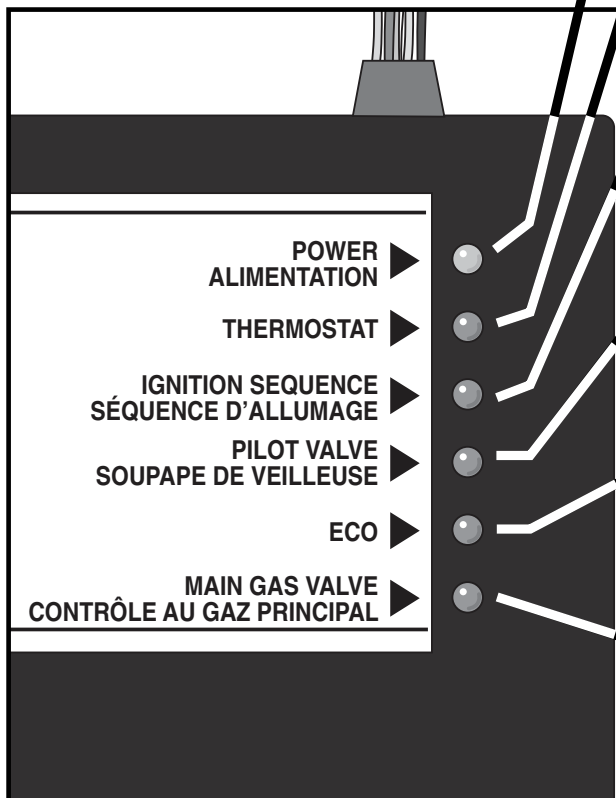 POWER
ALIMENTATION
THERMOSTAT
IGNITION SEQUENCE
SÉQUENCE D’ALLUMAGE
PILOT VALVE
SOUPAPE DE VEILLEUSE
ECO
MAIN GAS VALVE
CONTRÔLE AU GAZ PRINCIPAL